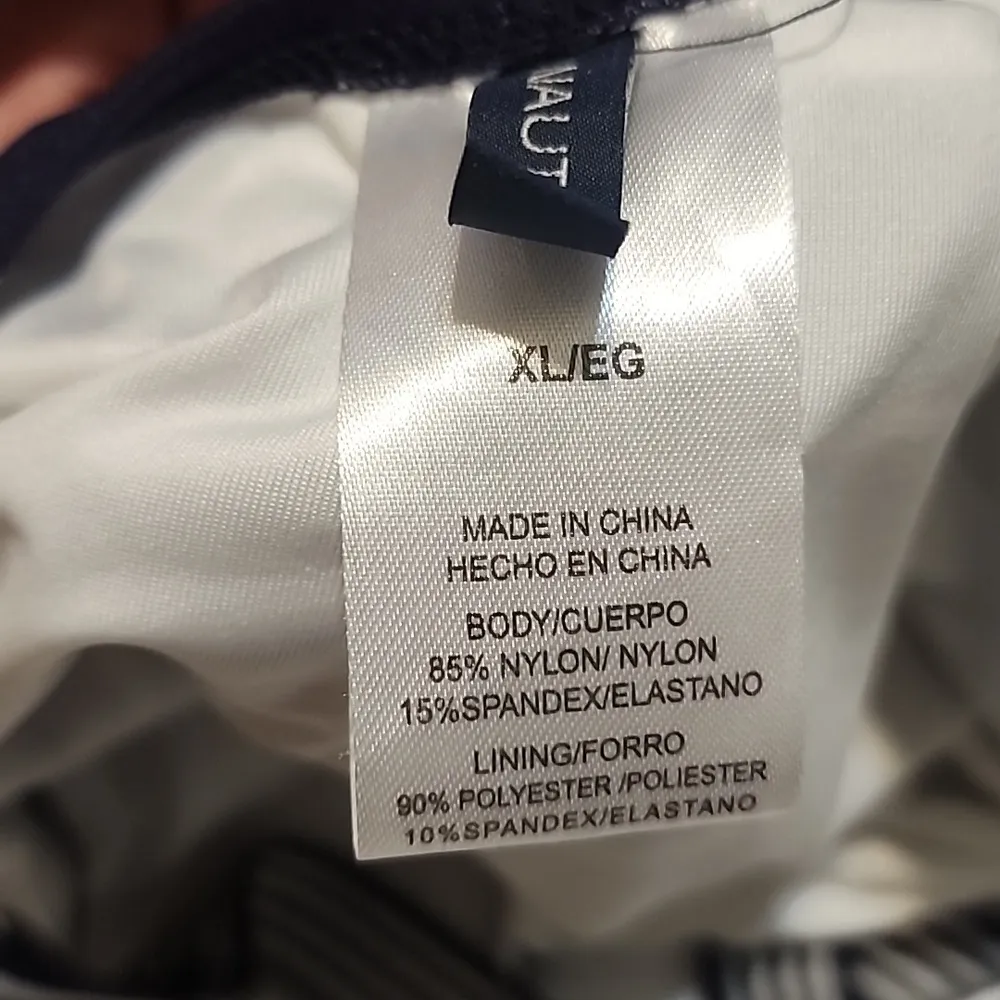 XL/EG
MADE IN CHINA
HECHO EN CHINA
BODY/CUERPO
85% NYLON/ NYLON
15%SPANDEX/ELASTANO
LINING/FORRO
90% POLYESTER /POLIESTER
10%SPANDEX/ELASTANO